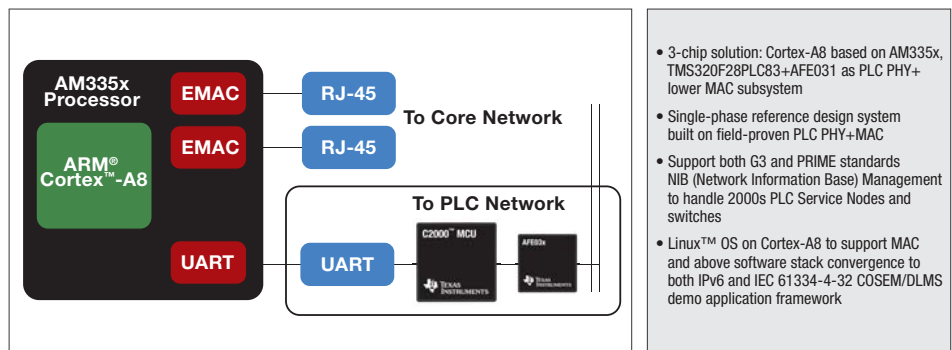 AM335x
Processor
EMAC
RJ-45
To Core Network
EMAC
RJ-45
ARM®
Cortex™-A8
To PLC Network
UART
UART
C2000™ MCU
TEXAS
INSTRUMENTS
AFE03x
TEXAS
INSTRUMENTS
• 3-chip solution: Cortex-A8 based on AM335x,
TMS320F28PLC83+AFE031 as PLC PHY+
lower MAC subsystem
• Single-phase reference design system
built on field-proven PLC PHY+MAC
• Support both G3 and PRIME standards
NIB (Network Information Base) Management
to handle 2000s PLC Service Nodes and
switches
• Linux™ OS on Cortex-A8 to support MAC
and above software stack convergence to
both IPv6 and IEC 61334-4-32 COSEM/DLMS
demo application framework